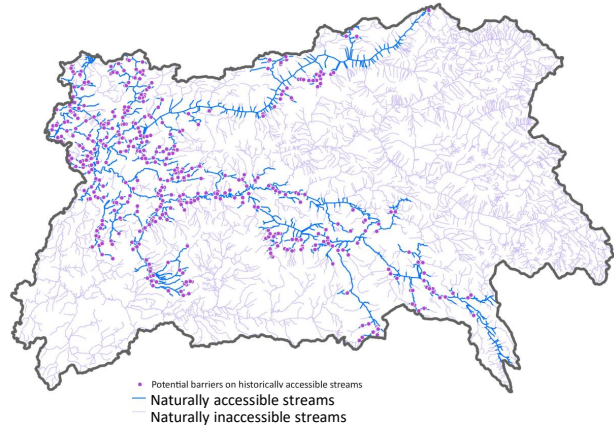 Potential barriers on historically accessible streams
Naturally accessible streams
Naturally inaccessible streams